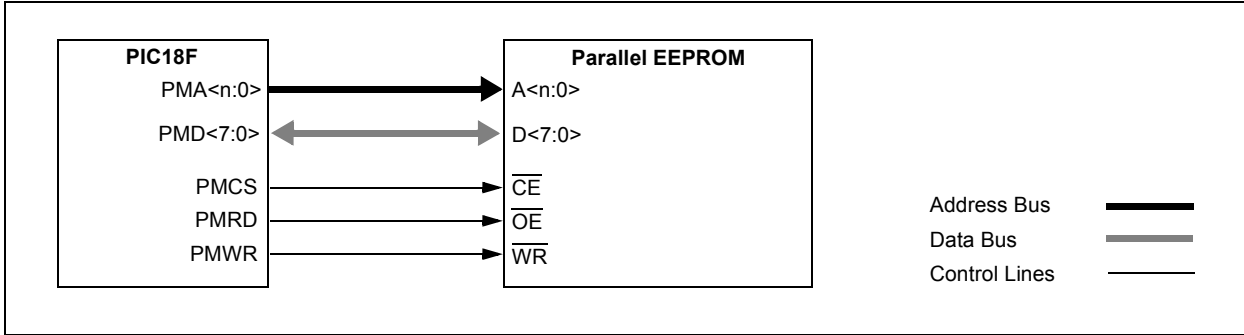 PIC18F Parallel EEPROM
PMA<n:0> A<n:0>
PMD<7:0> D<7:0>
PMCS CE
PMRD OE
PMWR WR
Address Bus
Data Bus
Control Lines